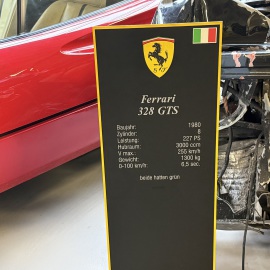 Ferrari
328 GTS
Baujahr: 1980
Zylinder: 8
Leistung: 227 PS
Hubraum: 3000 ccm
V max.: 255 km/h
Gewicht: 1300 kg
0-100 km/h: 6,5 sec.
beide hatten grün